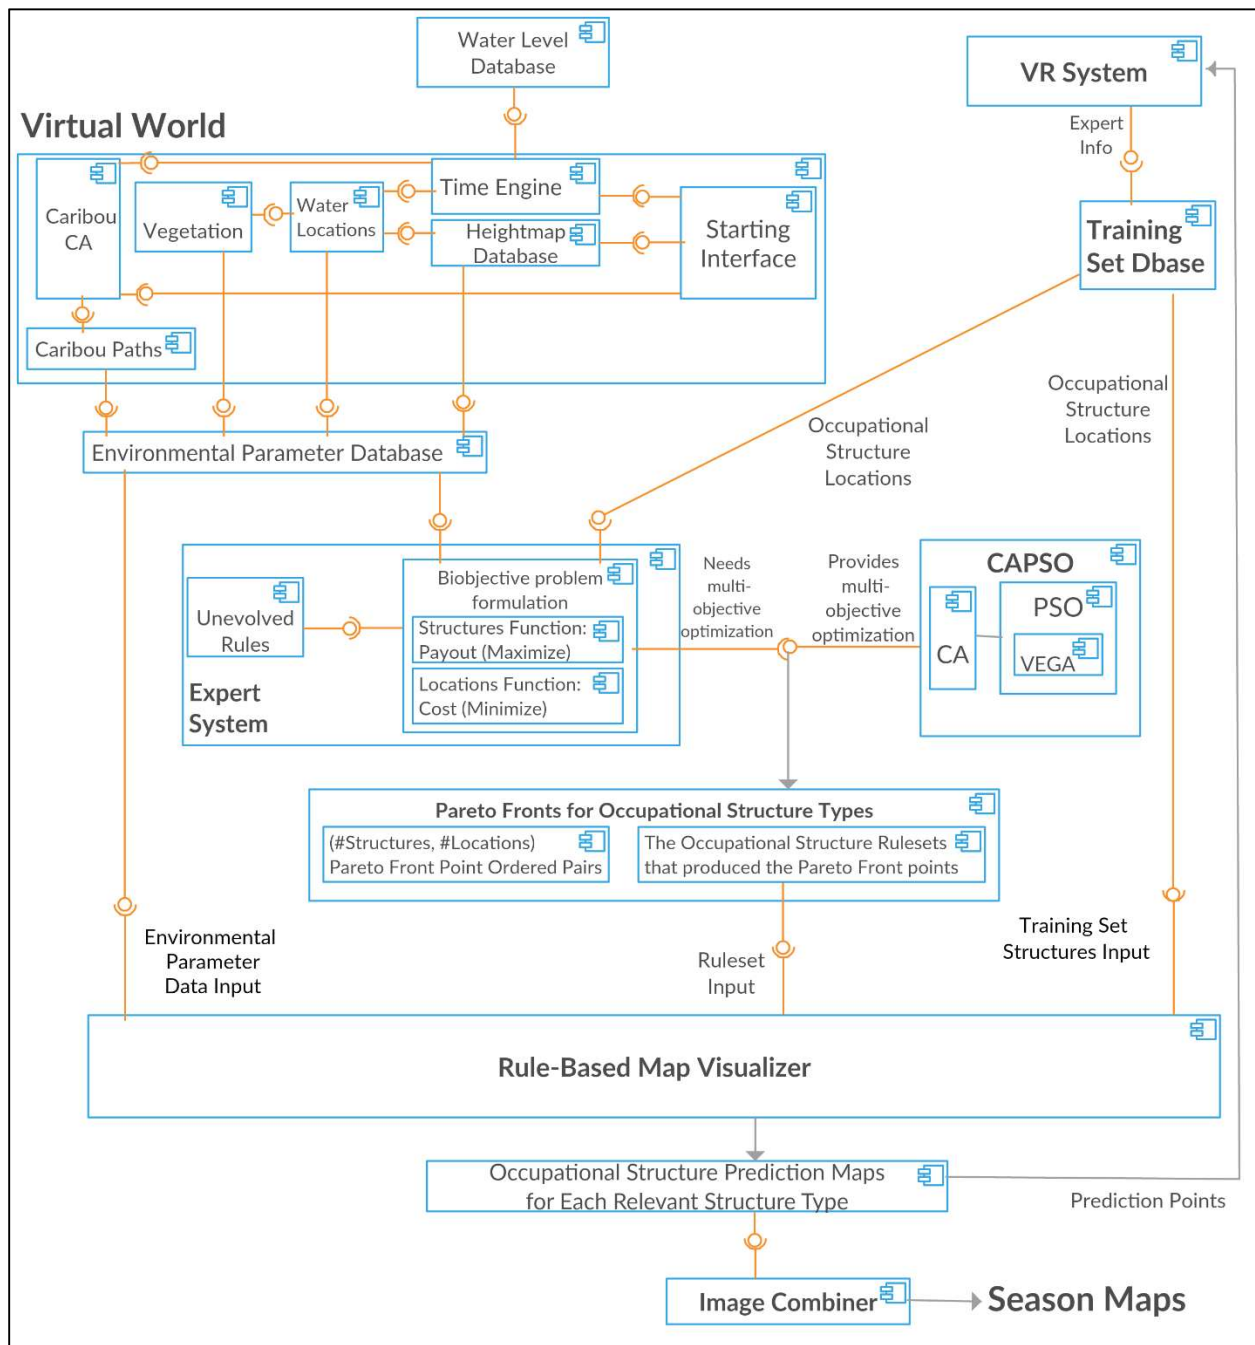 Water Level
Database
VR System
Expert
Info
Virtual World
Caribou
CA
Vegetation
Water
Locations
Time Engine
Heightmap
Database
Starting
Interface
Training
Set Dbase
Caribou Paths
Occupational
Structure
Locations
Environmental Parameter Database
Occupational
Structure
Locations
Unevolved
Rules
Expert
System
Biobjective problem
formulation
Structures Function:
Payout (Maximize)
Locations Function:
Cost (Minimize)
Needs
multi-
objective
optimization
Provides
multi-
objective
optimization
CAPSO
CA
PSO
VEGA
Pareto Fronts for Occupational Structure Types
(#Structures, #Locations)
Pareto Front Point Ordered Pairs
The Occupational Structure Rulesets
that produced the Pareto Front points
Environmental
Parameter
Data Input
Ruleset
Input
Training Set
Structures Input
Rule-Based Map Visualizer
Occupational Structure Prediction Maps
for Each Relevant Structure Type
Prediction Points
Image Combiner
Season Maps